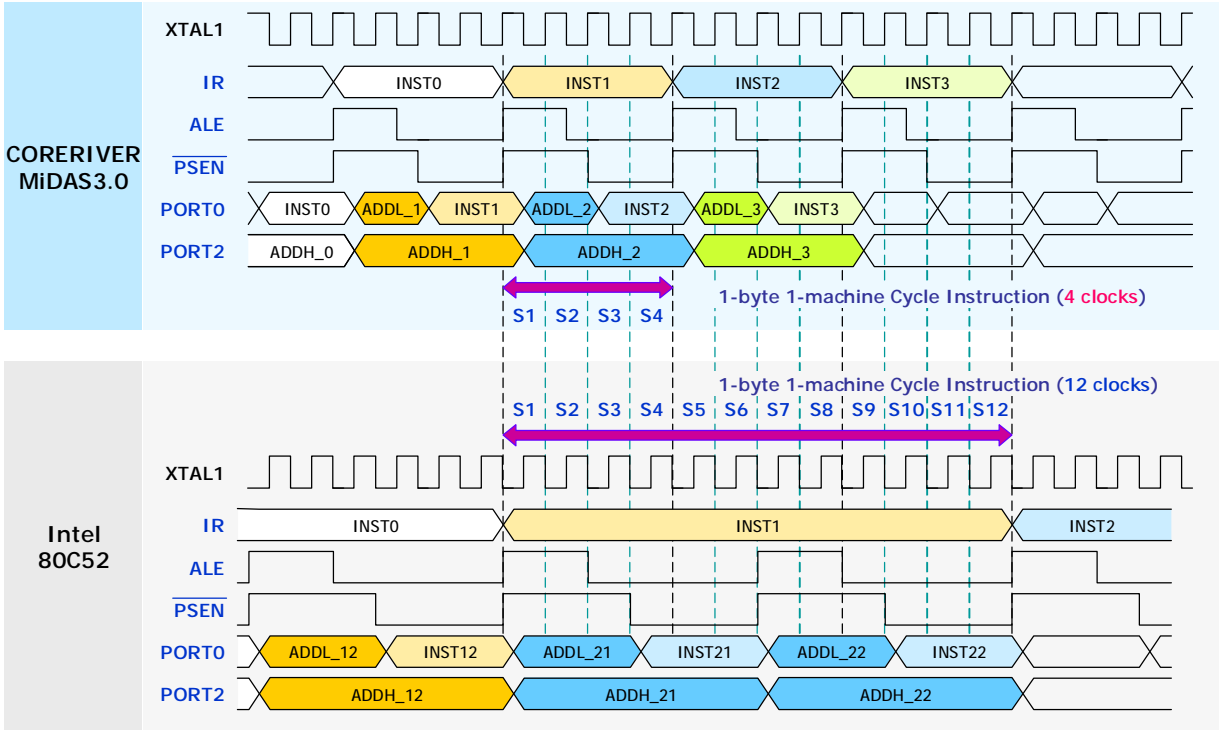 XTAL1
IR INST0 INST1 INST2 INST3
ALE
CORERIVER
MiDAS3.0
PSEN
PORT0 INST0 ADDL_1 INST1 ADDL_2 INST2 ADDL_3 INST3
PORT2 ADDH_0 ADDH_1 ADDH_2 ADDH_3
1-byte 1-machine Cycle Instruction (4 clocks)
S1 S2 S3 S4
1-byte 1-machine Cycle Instruction (12 clocks)
S1 S2 S3 S4 S5 S6 S7 S8 S9 S10 S11 S12
XTAL1
IR INST0 INST1 INST2
Intel
80C52
ALE
PSEN
PORT0 ADDL_12 INST12 ADDL_21 INST21 ADDL_22 INST22
PORT2 ADDH_12 ADDH_21 ADDH_22